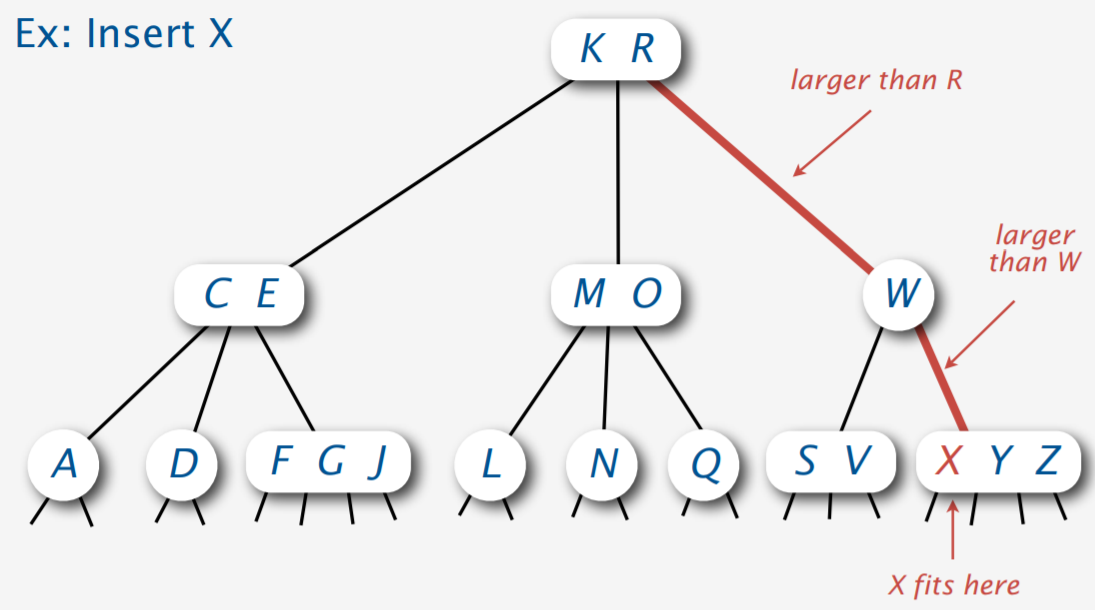 Ex: Insert X
K R
larger than R
larger
than W
C E
M O
W
A
D
F G J
L
N
Q
S V
X Y Z
X fits here